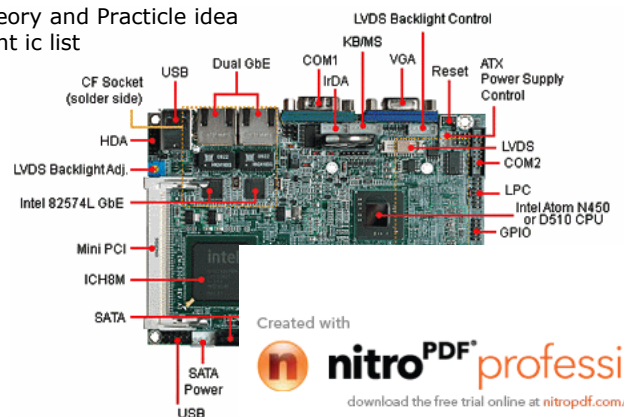 eory and Practicle idea
nt ic list
LVDS Backlight Control
KB/MS
COM1
IrDA
VGA
Dual GbE
USB
Reset
ATX
Power Supply
Control
CF Socket
(solder side)
HDA
LVDS
COM2
LVDS Backlight Adj.
LPC
Intel 82574L GbE
Intel Atom N450
or D510 CPU
GPIO
Mini PCI
intel
ICH8M
SATA
SATA
Power
USB
Created with
n nitro PDF professi
download the free trial online at nitropdf.com/